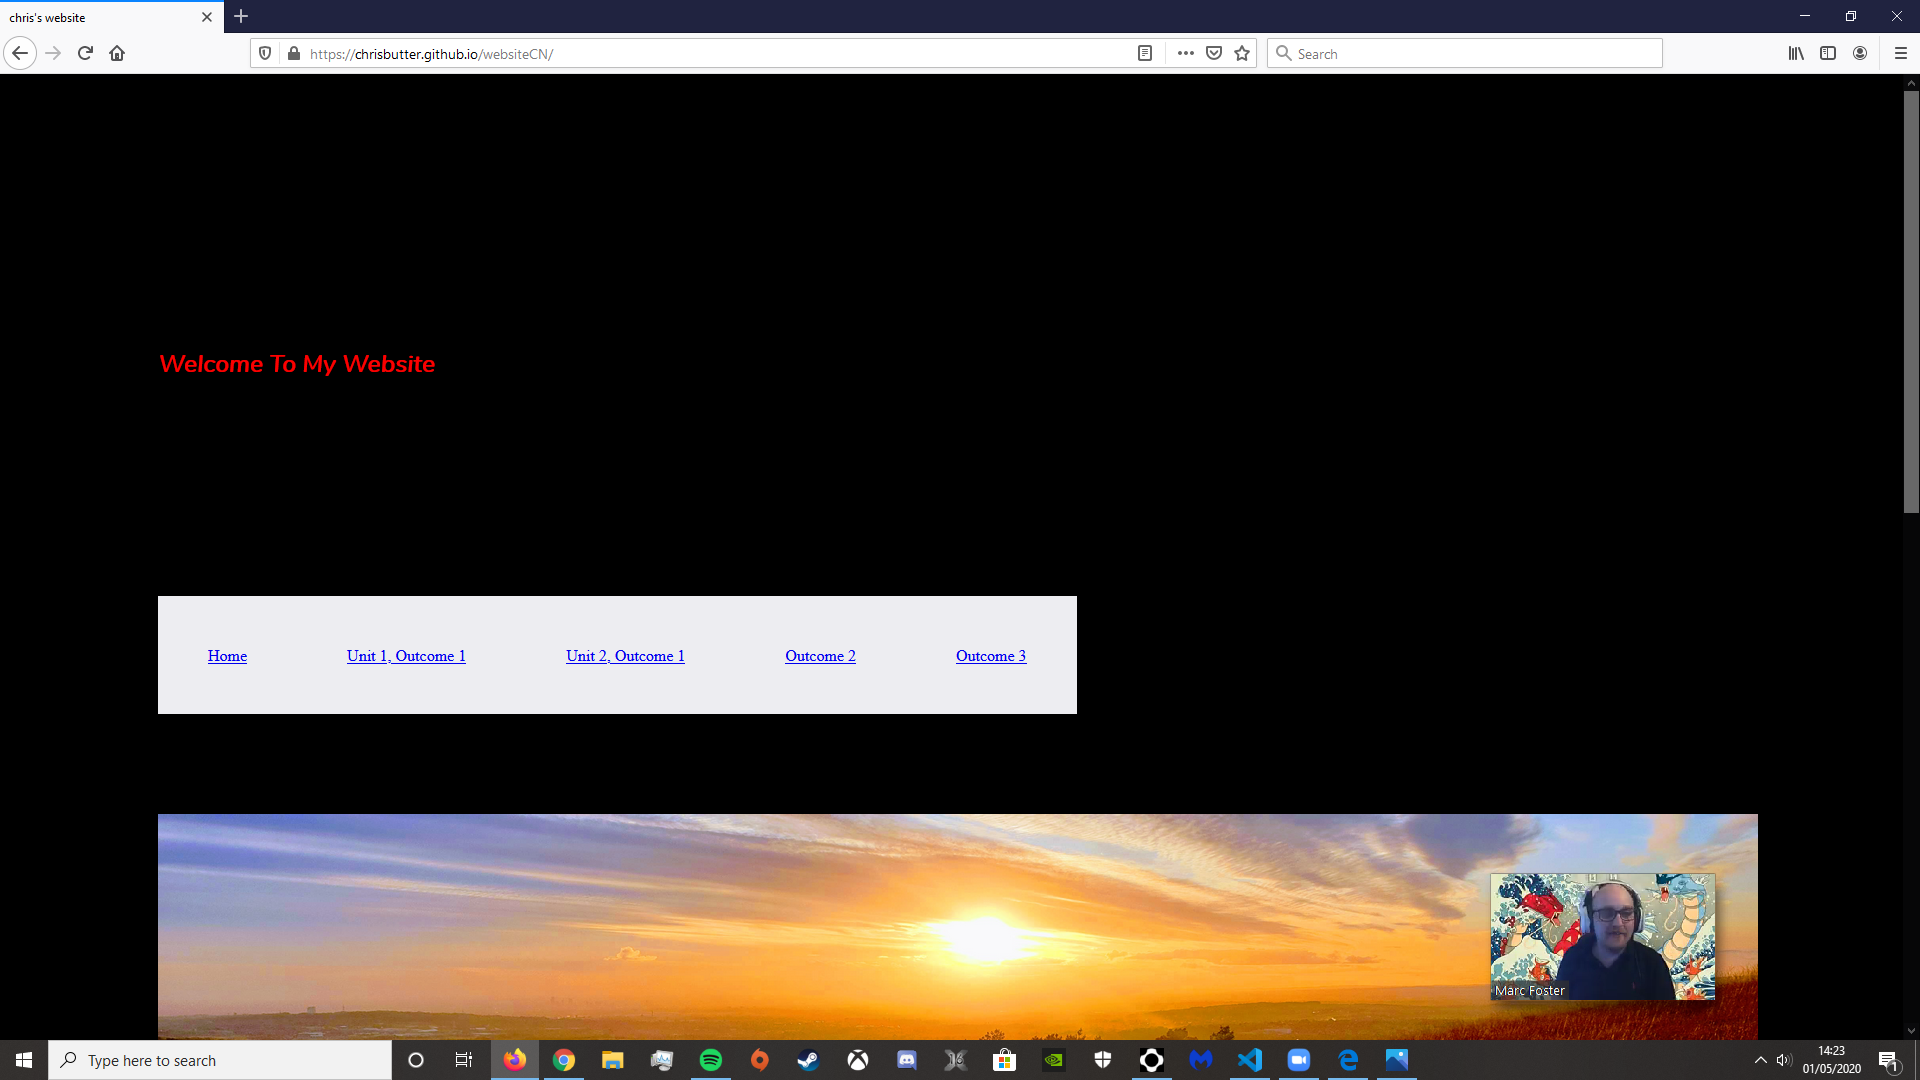 chris's website
https://chrisbutter.github.io/websiteCN/
Search
Welcome To My Website
Home Unit 1, Outcome 1 Unit 2, Outcome 1 Outcome 2 Outcome 3
Marc Foster
Type here to search
14:23
01/05/2020
1